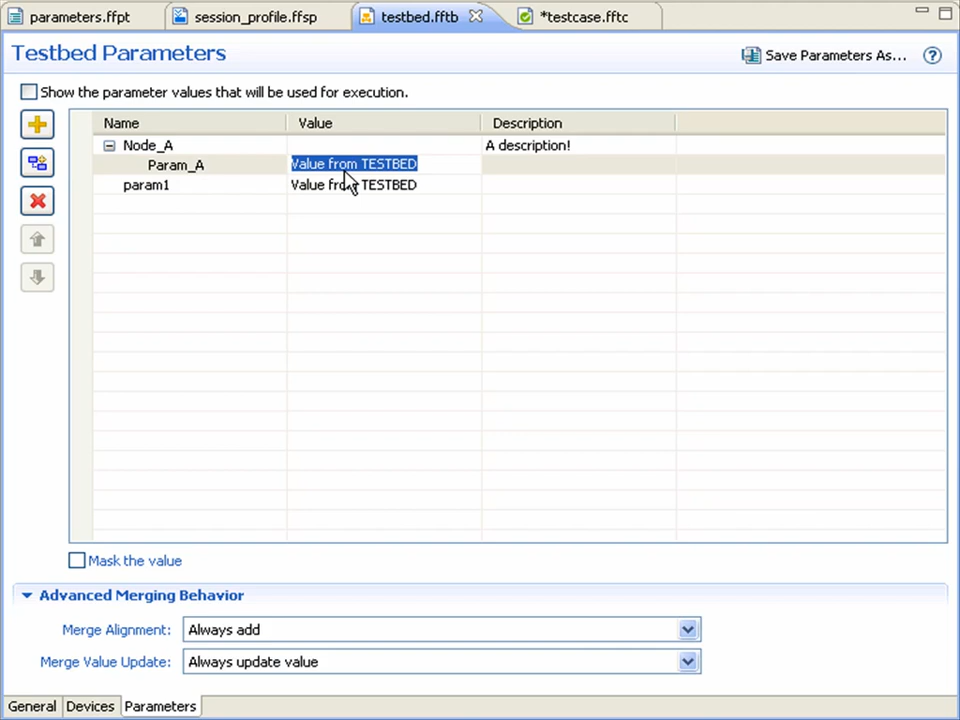 parameters.ffpt session_profile.ffsp testbed.fftb *testcase.fftc
Testbed Parameters Save Parameters As... ?
Show the parameter values that will be used for execution.
Name Value Description
Node_A A description!
Param_A Value from TESTBED
param1 Value from TESTBED
Mask the value
Advanced Merging Behavior
Merge Alignment: Always add
Merge Value Update: Always update value
General Devices Parameters